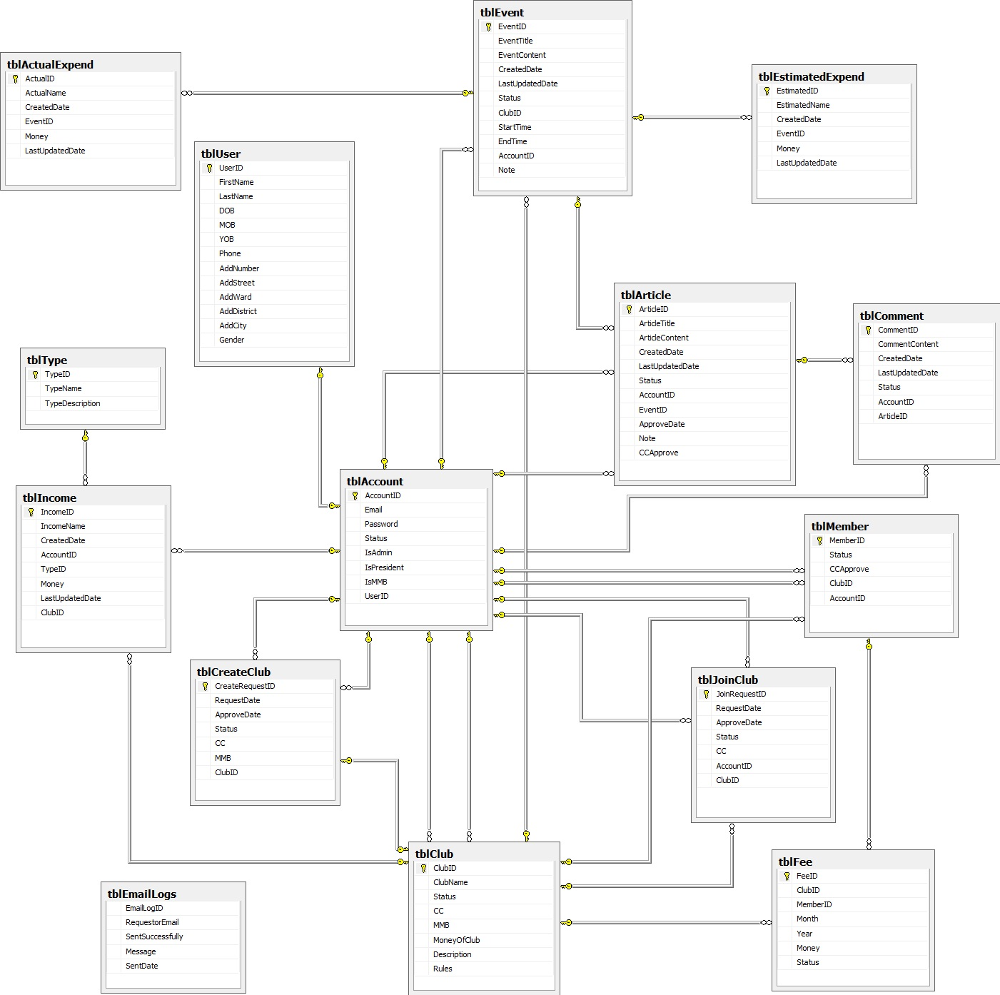 tblEvent
EventID
EventTitle
EventContent
CreatedDate
LastUpdatedDate
Status
ClubID
StartTime
EndTime
AccountID
Note
tblActualExpend
ActualID
ActualName
CreatedDate
EventID
Money
LastUpdatedDate
tblEstimatedExpend
EstimatedID
EstimatedName
CreatedDate
EventID
Money
LastUpdatedDate
tblUser
UserID
FirstName
LastName
DOB
MOB
YOB
Phone
AddNumber
AddStreet
AddWard
AddDistrict
AddCity
Gender
tblArticle
ArticleID
ArticleTitle
ArticleContent
CreatedDate
LastUpdatedDate
Status
AccountID
EventID
ApproveDate
Note
CCApprove
tblComment
CommentID
CommentContent
CreatedDate
LastUpdatedDate
Status
AccountID
ArticleID
tblType
TypeID
TypeName
TypeDescription
tblAccount
AccountID
Email
Password
Status
IsAdmin
IsPresident
IsMMB
UserID
tblIncome
IncomeID
IncomeName
CreatedDate
AccountID
TypeID
Money
LastUpdatedDate
ClubID
tblMember
MemberID
Status
CCApprove
ClubID
AccountID
tblCreateClub
CreateRequestID
RequestDate
ApproveDate
Status
CC
MMB
ClubID
tblJoinClub
JoinRequestID
RequestDate
ApproveDate
Status
CC
AccountID
ClubID
tblClub
ClubID
ClubName
Status
CC
MMB
MoneyOfClub
Description
Rules
tblFee
FeeID
ClubID
MemberID
Month
Year
Money
Status
tblEmailLogs
EmailLogID
RequestorEmail
SentSuccessfully
Message
SentDate